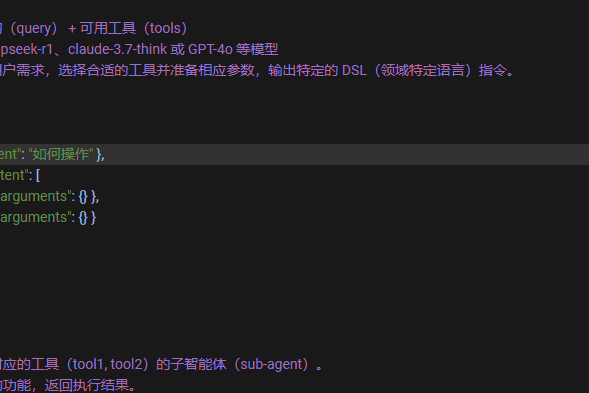 （query） + 可用工具（tools）
pseek-r1、claude-3.7-think 或 GPT-4o 等模型
户需求，选择合适的工具并准备相应参数，输出特定的 DSL（领域特定语言）指令。
ent": "如何操作" },
tent": [
arguments": {} },
arguments": {} }
应的工具（tool1, tool2）的子智能体（sub-agent）。
的功能，返回执行结果。